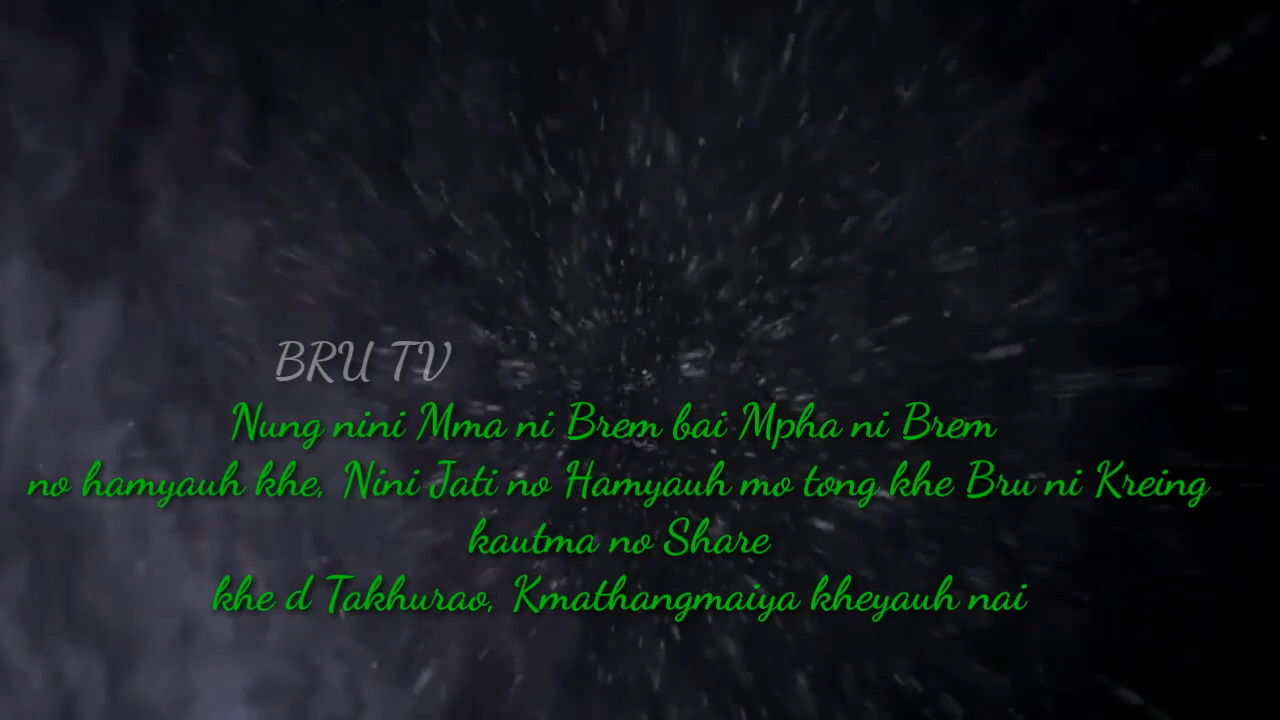 BRU TV
Nung nini Mma ni Brem bai Mpha ni Brem
no hamyauh khe, Nini Jati no Hamyauh mo tong khe Bru ni Kreing
kautma no Share
khe d Takhurao, Kmathangmaiya kheyauh nai